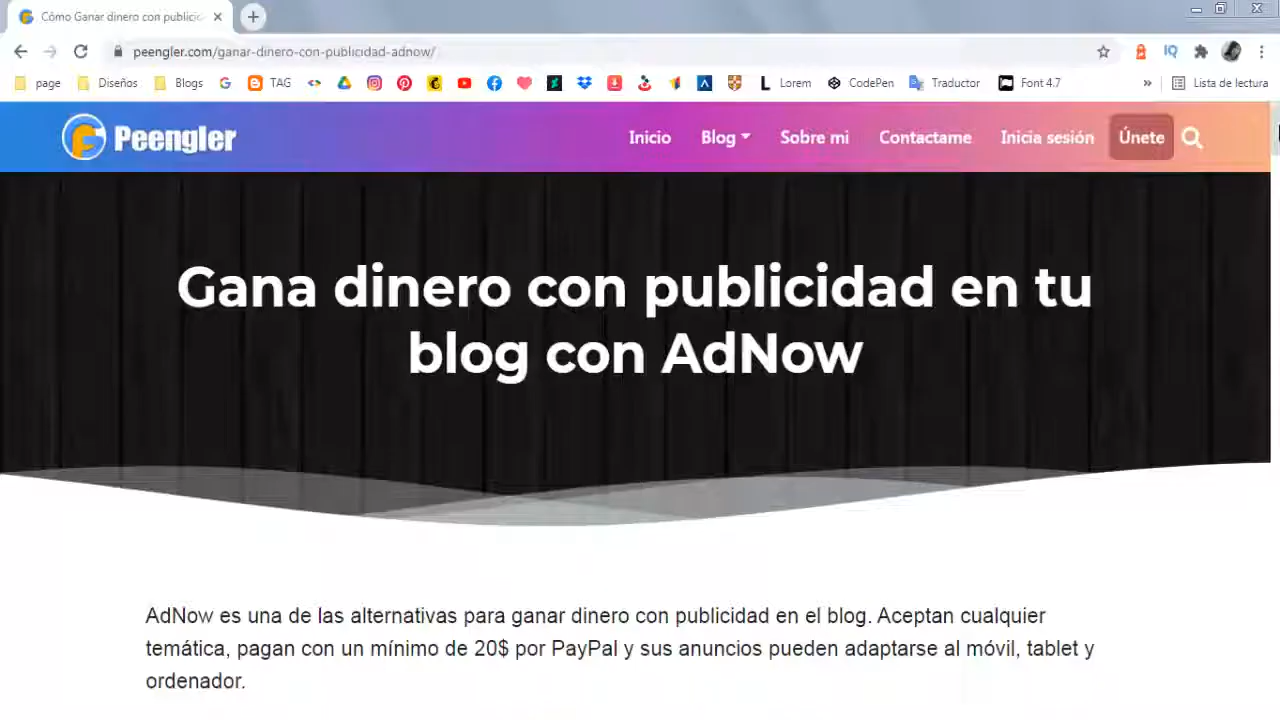 Cómo Ganar dinero con publici
peengler.com/ganar-dinero-con-publicidad-adnow/
page Diseños Blogs TAG Lorem CodePen Traductor Font 4.7 » Lista de lectura
Peengler Inicio Blog Sobre mi Contactame Inicia sesión Únete
Gana dinero con publicidad en tu
blog con AdNow
AdNow es una de las alternativas para ganar dinero con publicidad en el blog. Aceptan cualquier
temática, pagan con un mínimo de 20$ por PayPal y sus anuncios pueden adaptarse al móvil, tablet y
ordenador.